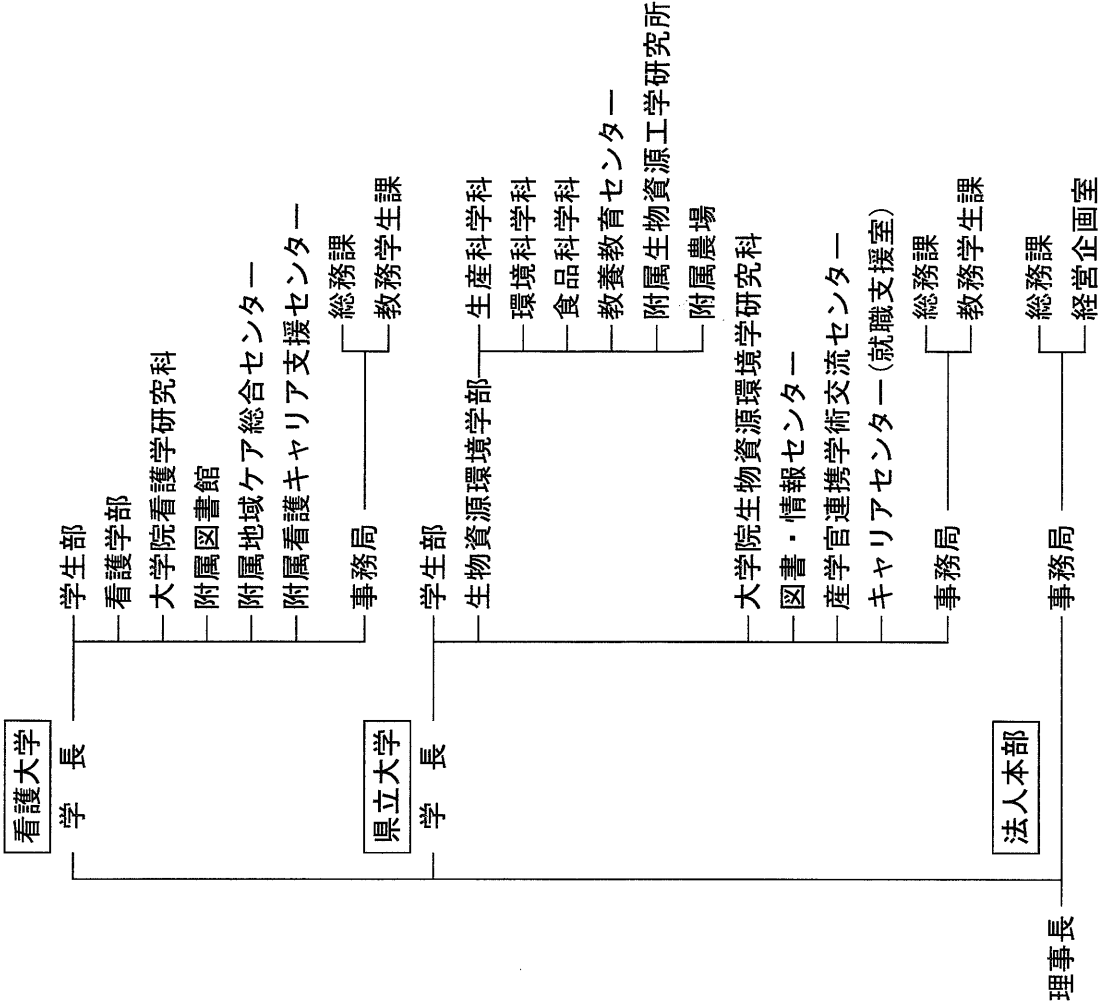 看護大学
学長
学生部
看護学部
大学院看護学研究科
附属図書館
附属地域ケア総合センター
附属看護キャリア支援センター
事務局
総務課
教務学生課
県立大学
学長
学生部
生物資源環境学部
生産科学科
環境科学科
食品科学科
教養教育センター
附属生物資源工学研究所
附属農場
大学院生物資源環境学研究科
図書・情報センター
産学官連携学術交流センター
キャリアセンター(就職支援室)
事務局
総務課
教務学生課
法人本部
理事長
事務局
総務課
経営企画室